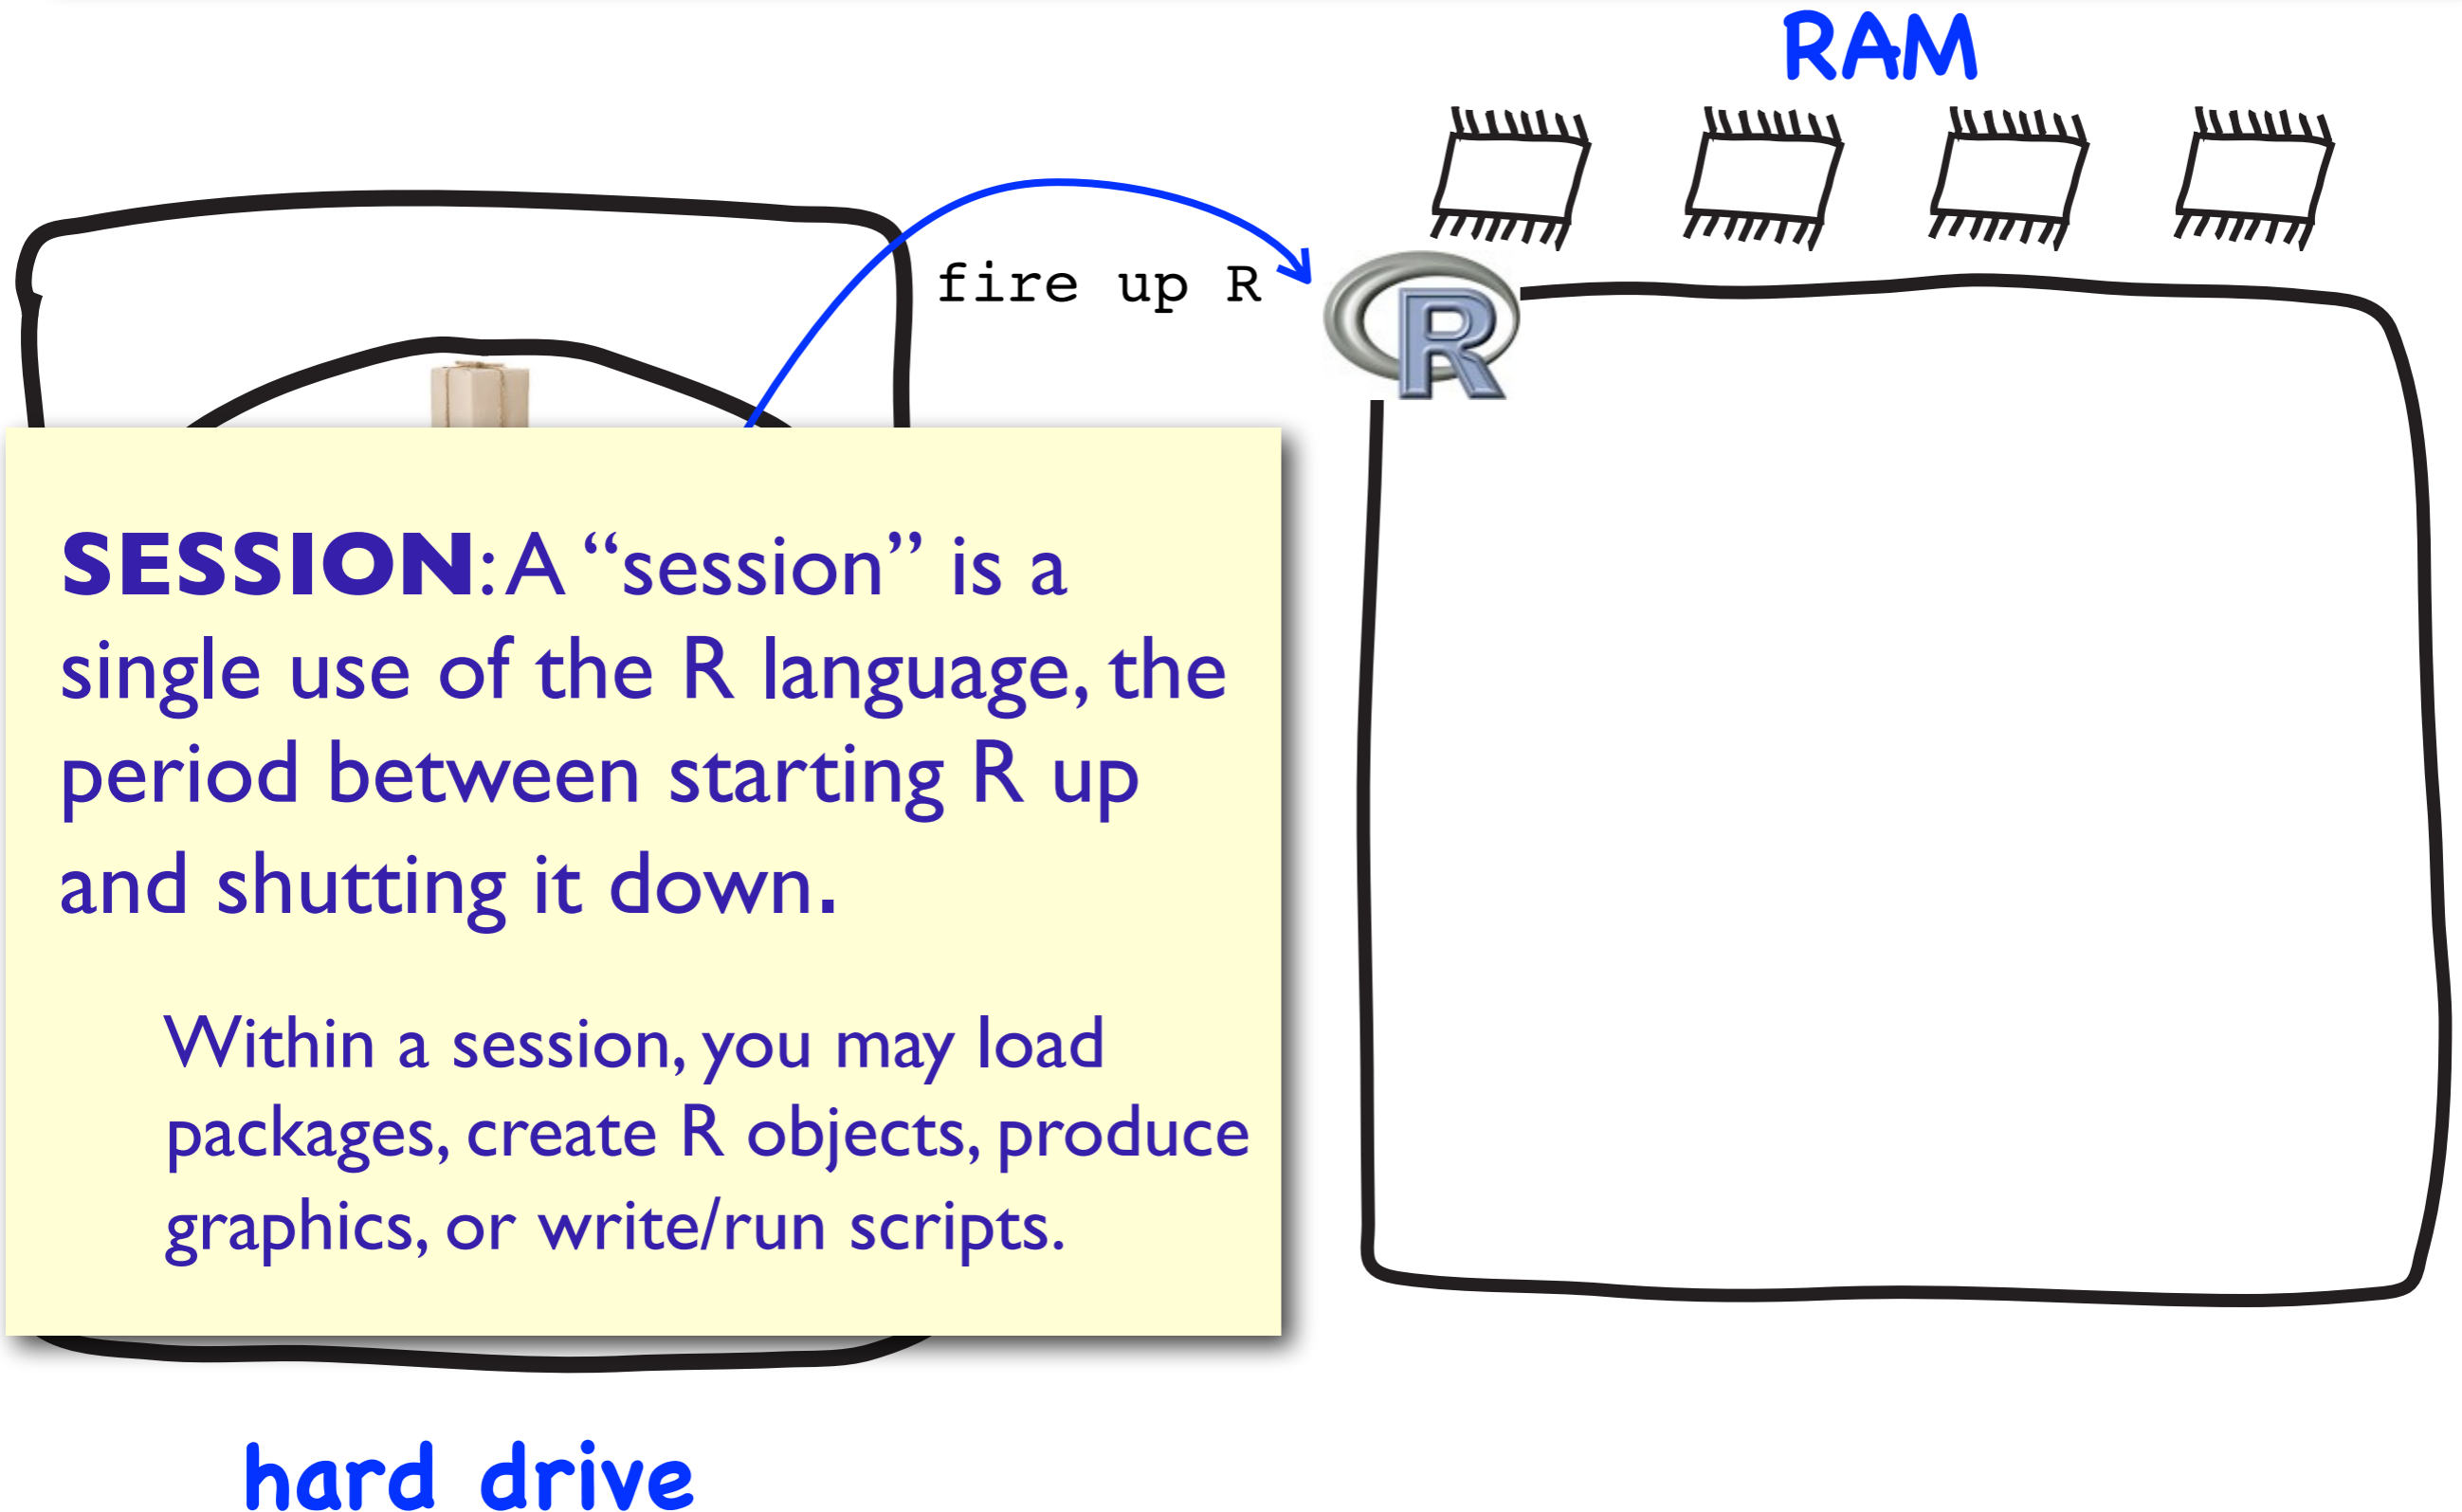 RAM
fire up R
R
SESSION: A “session” is a
single use of the R language, the
period between starting R up
and shutting it down.
Within a session, you may load
packages, create R objects, produce
graphics, or write/run scripts.
hard drive